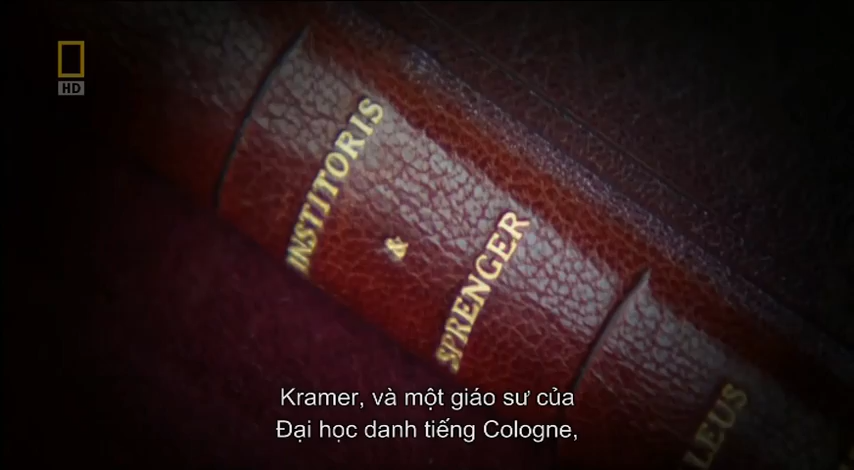 HD
INSTITORIS
&
SPRENGER
LEUS
Kramer, và một giáo sư của
Đại học danh tiếng Cologne,